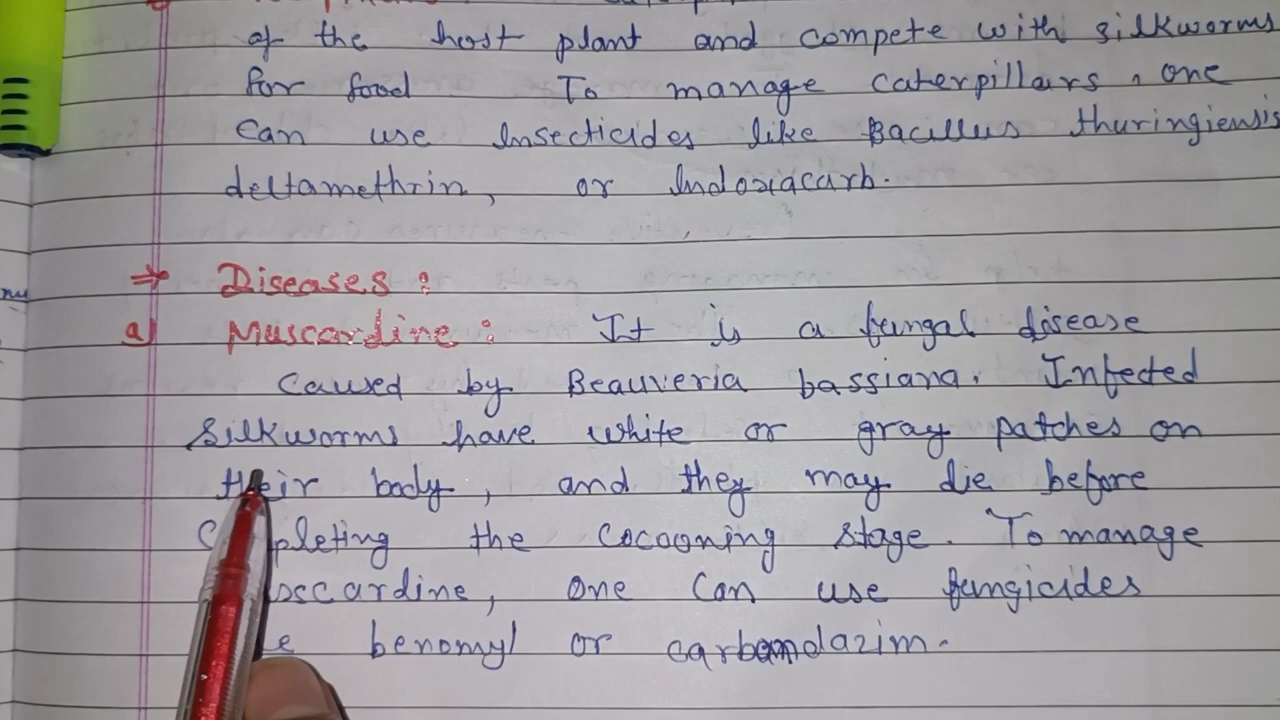 of the host plant and compete with silkworms
for food To manage caterpillars, one
can use Insecticides like Bacillus thuringiensis
deltamethrin, or Indoxiacarb.
⇒ Diseases:
a) Muscardine: It is a fungal disease
caused by Beauveria bassiana. Infected
silkworms have white or gray patches on
their body, and they may die before
pleting the cocooning stage. To manage
scardine, one can use fungicides
e benomyl or carbandazim.